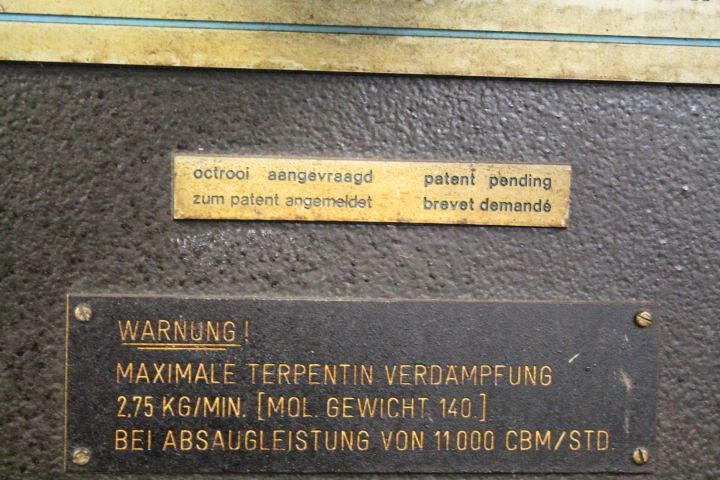 octrooi aangevraagd patent pending
zum patent angemeldet brevet demandé
WARNUNG!
MAXIMALE TERPENTIN VERDÄMPFUNG
2,75 KG/MIN. [MOL. GEWICHT 140.]
BEI ABSAUGLEISTUNG VON 11.000 CBM/STD.